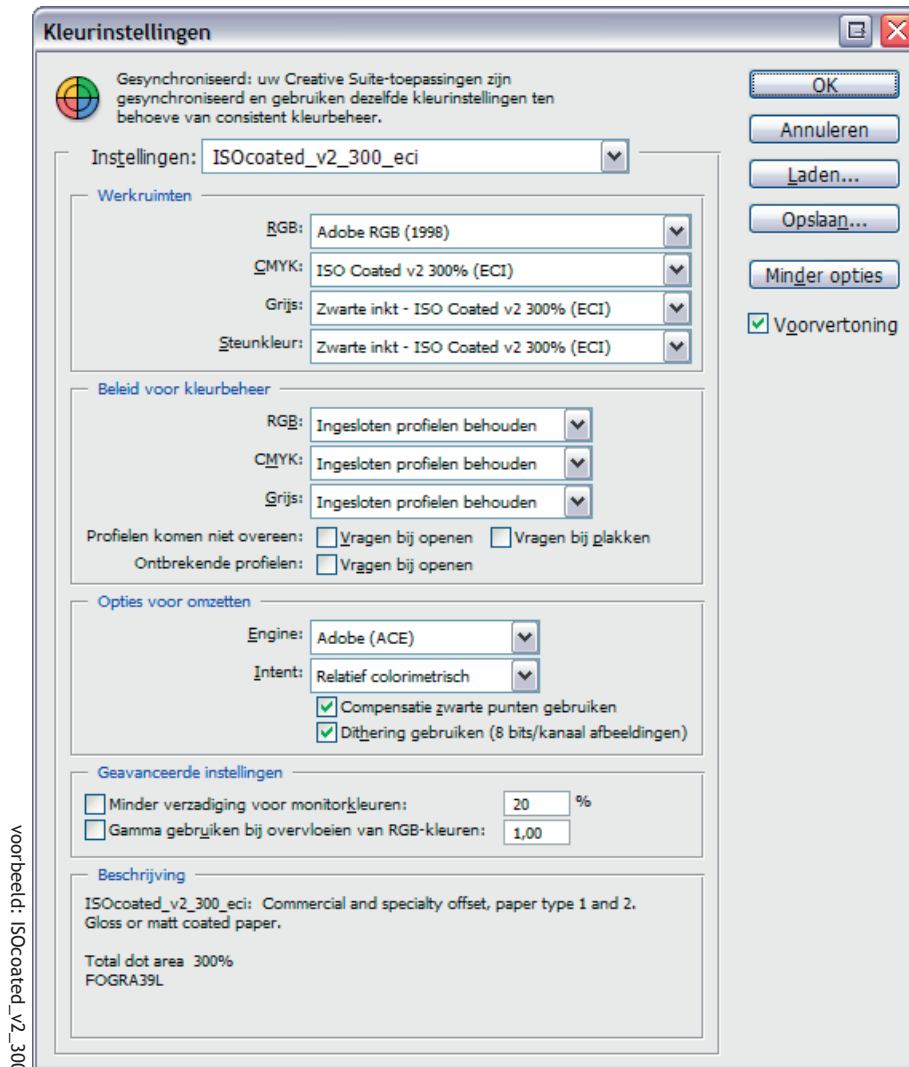 Kleurinstellingen
Gesynchroniseerd: uw Creative Suite-toepassingen zijn
gesynchroniseerd en gebruiken dezelfde kleurinstellingen ten
behoeve van consistent kleurbeheer.
OK
Annuleren
Laden...
Opslaan...
Minder opties
Voorvertoning
Instellingen: ISOcoated_v2_300_eci
Werkruimten
RGB: Adobe RGB (1998)
CMYK: ISO Coated v2 300% (ECI)
Grijs: Zwarte inkt - ISO Coated v2 300% (ECI)
Steunkleur: Zwarte inkt - ISO Coated v2 300% (ECI)
Beleid voor kleurbeheer
RGB: Ingesloten profielen behouden
CMYK: Ingesloten profielen behouden
Grijs: Ingesloten profielen behouden
Profielen komen niet overeen: Vragen bij openen Vragen bij plakken
Ontbrekende profielen: Vragen bij openen
Opties voor omzetten
Engine: Adobe (ACE)
Intent: Relatief colorimetrisch
Compensatie zwarte punten gebruiken
Dithering gebruiken (8 bits/kanaal afbeeldingen)
Geavanceerde instellingen
Minder verzadiging voor monitorkleuren: 20 %
Gamma gebruiken bij overvloeien van RGB-kleuren: 1,00
Beschrijving
ISOcoated_v2_300_eci: Commercial and specialty offset, paper type 1 and 2.
Gloss or matt coated paper.
Total dot area 300%
FOGRA39L
voorbeeld: ISOcoated_v2_300